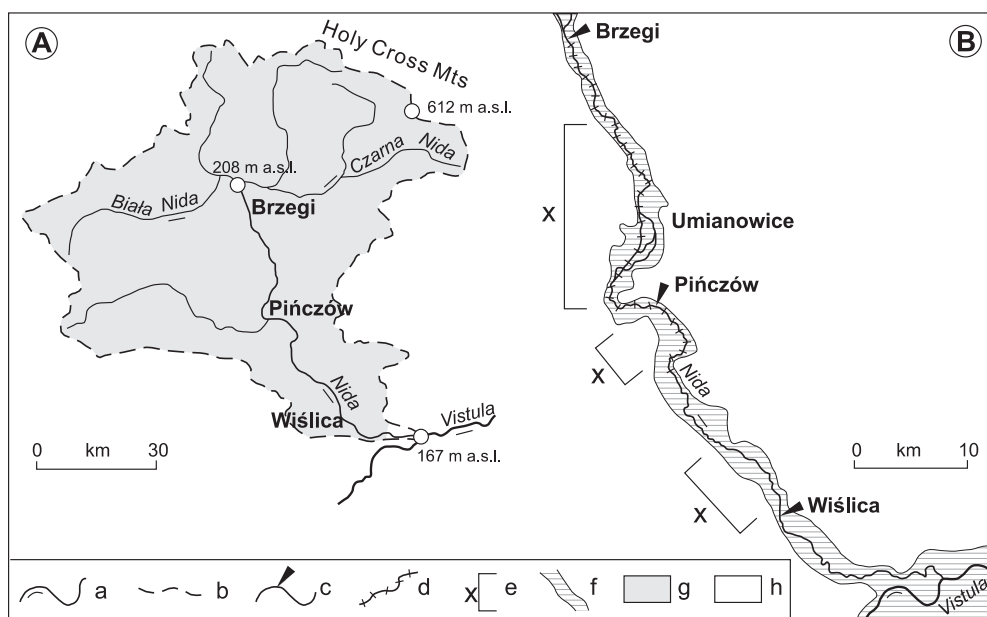 A
Holy Cross Mts
612 m a.s.l.
208 m a.s.l.
Czarna Nida
Biała Nida
Brzegi
Pińczów
Nida
Wiślica
Vistula
167 m a.s.l.
0 km 30
B
Brzegi
x
Umianowice
Pińczów
x
Nida
0 km 10
x
Wiślica
Vistula
a b c d x e f g h